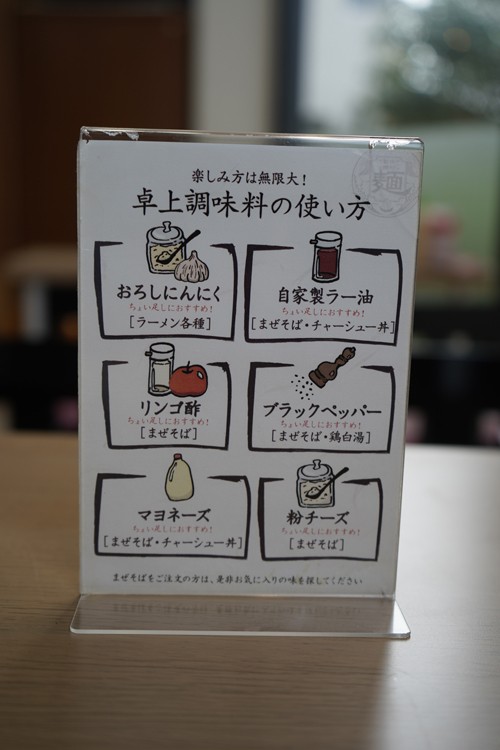 楽しみ方は無限大!
卓上調味料の使い方
麺
おろしにんにく
ちょい足しにおすすめ!
[ラーメン各種]
自家製ラー油
ちょい足しにおすすめ!
[まぜそば・チャーシュー丼]
リンゴ酢
ちょい足しにおすすめ!
[まぜそば]
ブラックペッパー
ちょい足しにおすすめ!
[まぜそば・鶏白湯]
マヨネーズ
ちょい足しにおすすめ!
[まぜそば・チャーシュー丼]
粉チーズ
ちょい足しにおすすめ!
[まぜそば]
まぜそばをご注文の方は、是非お気に入りの味を探してください